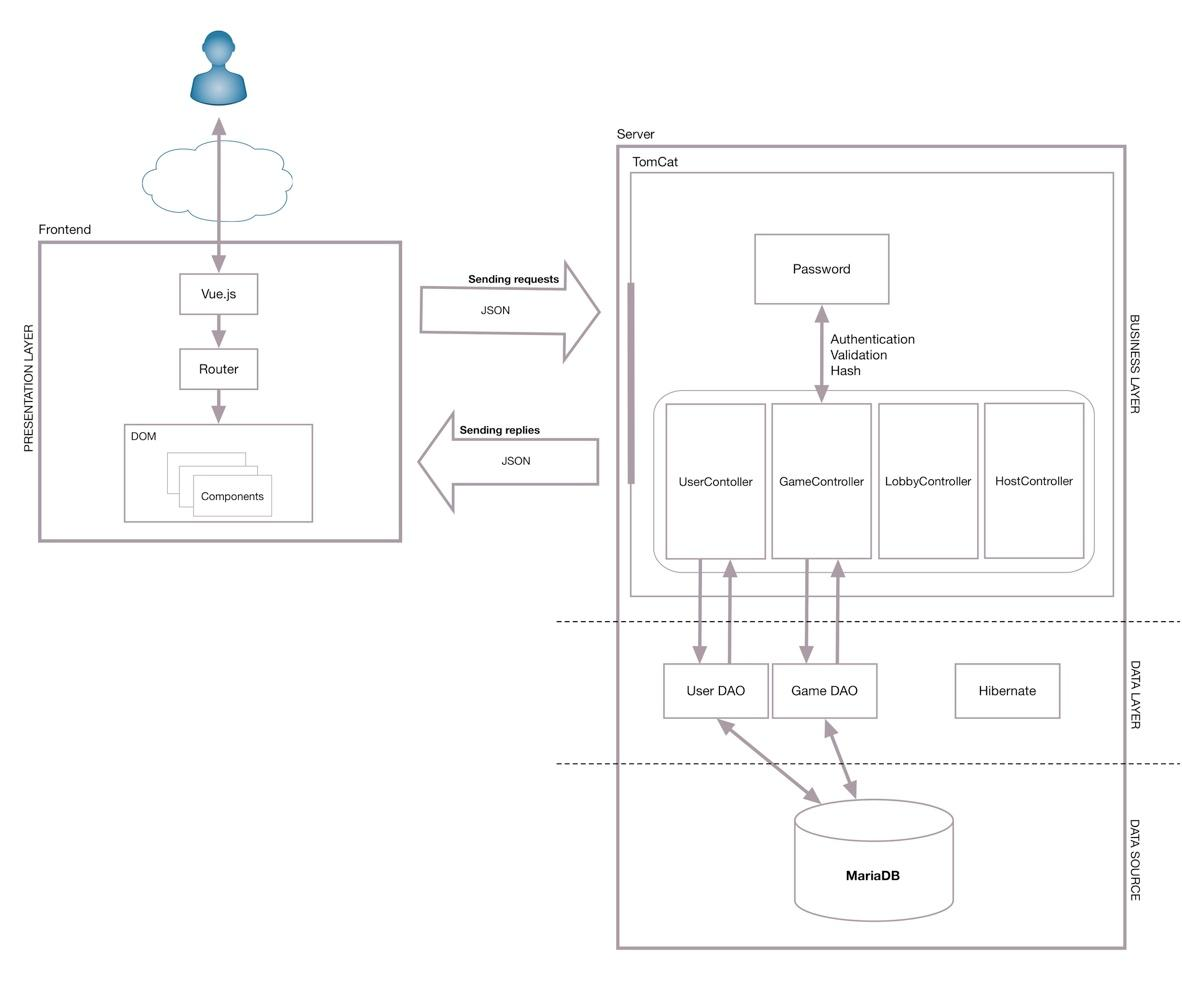 Server
TomCat
Frontend
PRESENTATION LAYER
Vue.js
Router
DOM
Components
Sending requests
JSON
Sending replies
JSON
Password
Authentication
Validation
Hash
UserContoller
GameController
LobbyController
HostController
BUSINESS LAYER
User DAO
Game DAO
Hibernate
DATA LAYER
MariaDB
DATA SOURCE